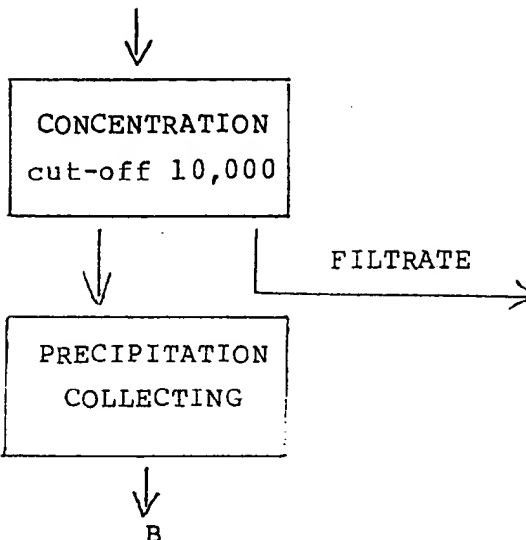 CONCENTRATION
cut-off 10,000
FILTRATE
PRECIPITATION
COLLECTING
B